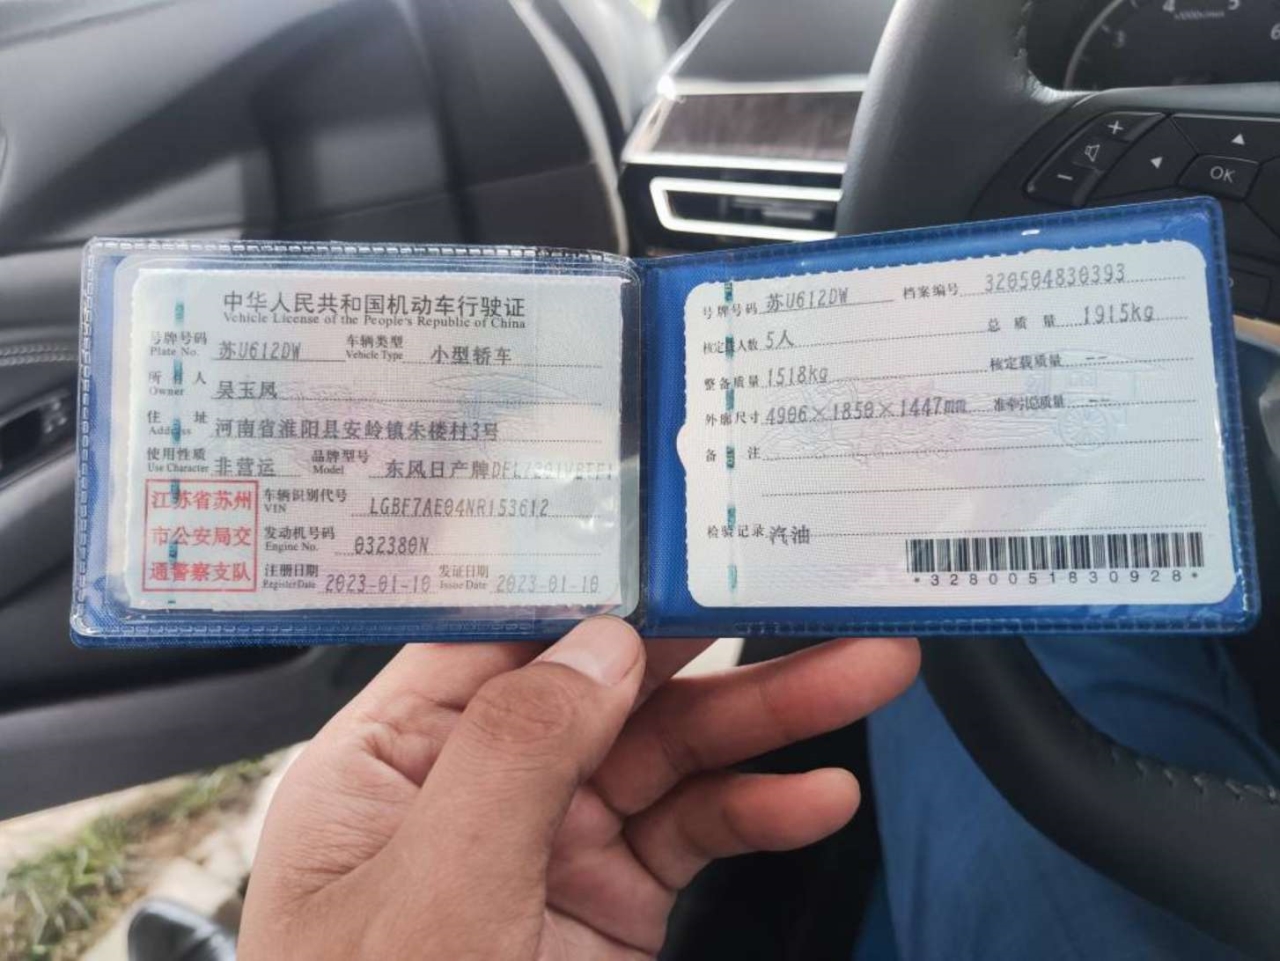 中华人民共和国机动车行驶证
Vehicle License of the People's Republic of China
号牌号码 苏U612DW 车辆类型 小型轿车
Plate No. Vehicle Type
所有人 吴玉凤
Owner
住址 河南省淮阳县安岭镇朱楼村3号
Address
使用性质 非营运 品牌型号 东风日产牌
Use Character Model
江苏省苏州
市公安局交
通警察支队
车辆识别代号 LGBF7AE04NR153612
VIN
发动机号码 032380N
Engine No.
注册日期 2023-01-10 发证日期 2023-01-10
Register Date Issue Date
号牌号码 苏U612DW 档案编号 320504830393
核定载人数 5人 总质量 1915kg
整备质量 1518kg 核定载质量 --
外廓尺寸 4906×1850×1447mm 准牵引总质量 --
备注
检验记录 汽油
*3280051830928*
OK